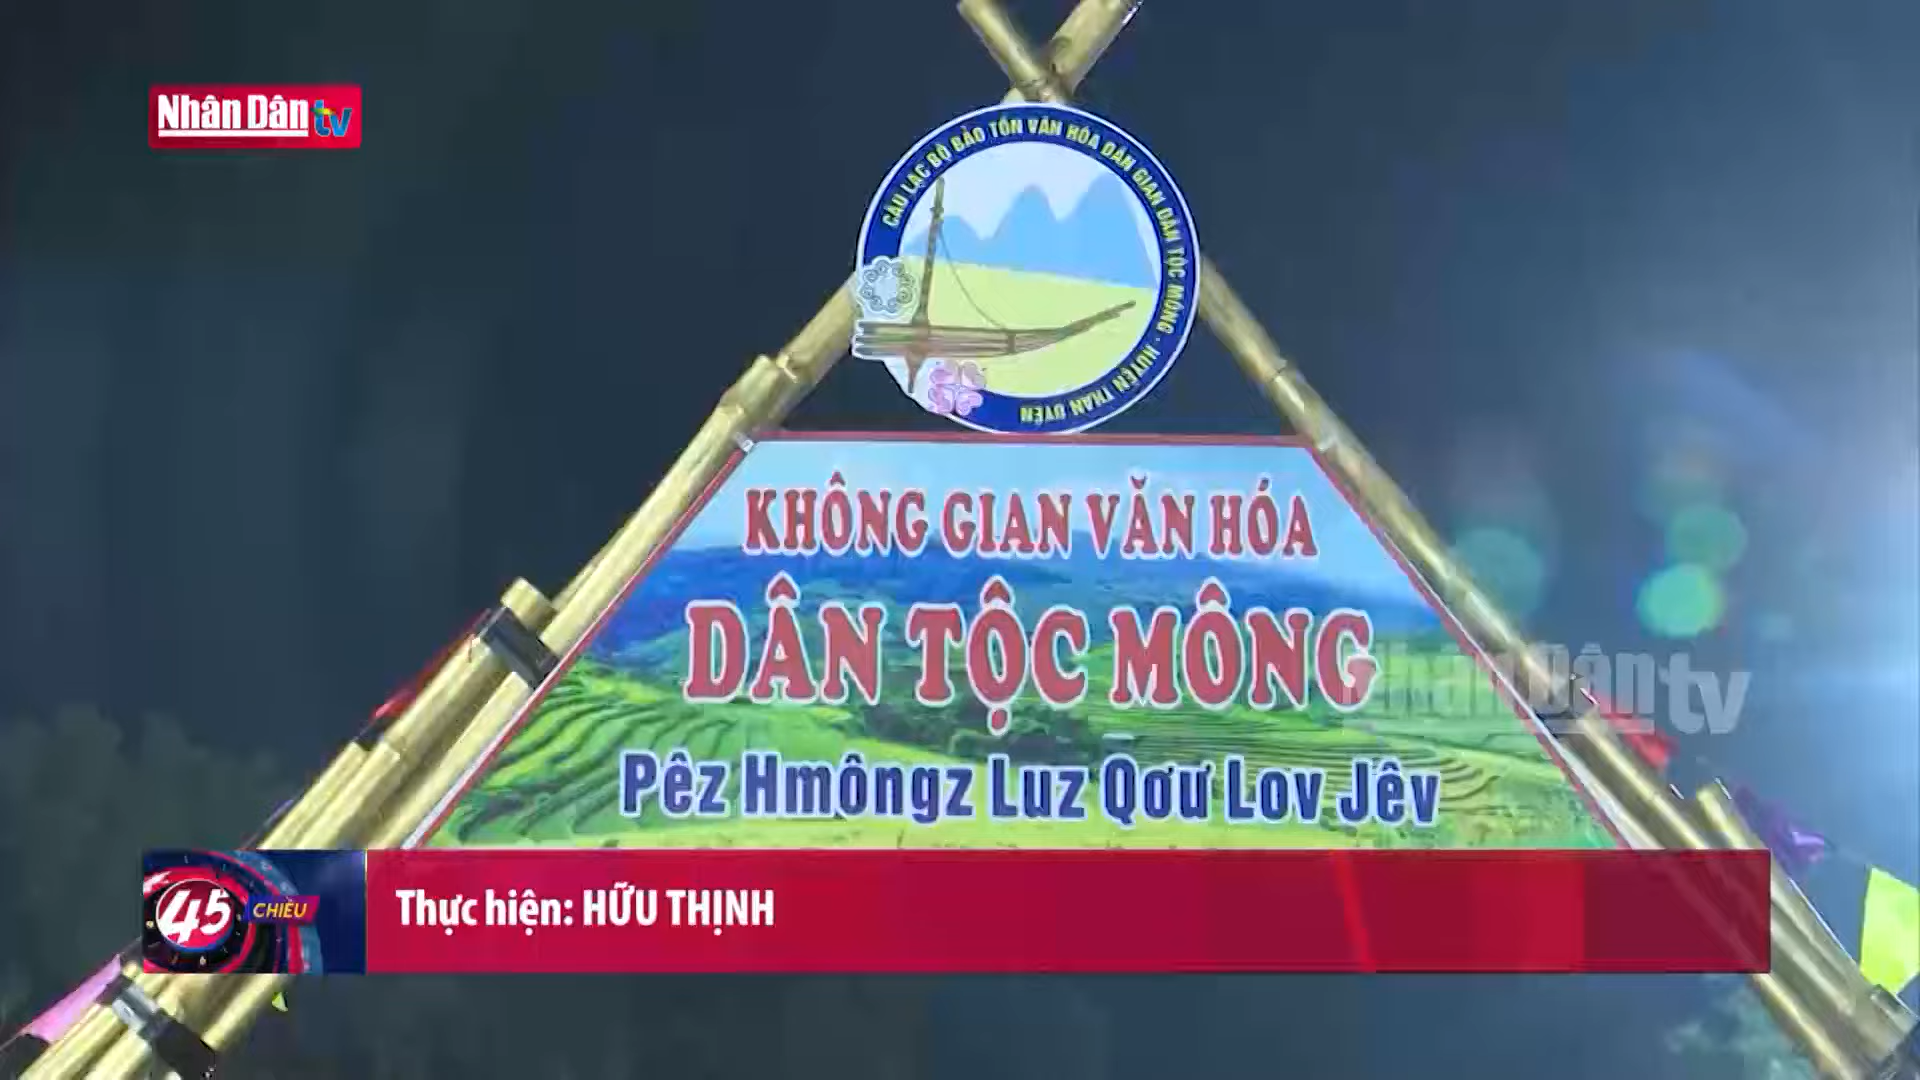 Nhân Dân tv
CÂU LẠC BỘ BẢO TỒN VĂN HÓA DÂN GIAN DÂN TỘC MÔNG - HUYỆN THAN UYÊN
KHÔNG GIAN VĂN HÓA
DÂN TỘC MÔNG
Nhân Dân tv
Pêz Hmôngz Luz Qơư Lov Jêv
45 CHIỀU
Thực hiện: HỮU THỊNH